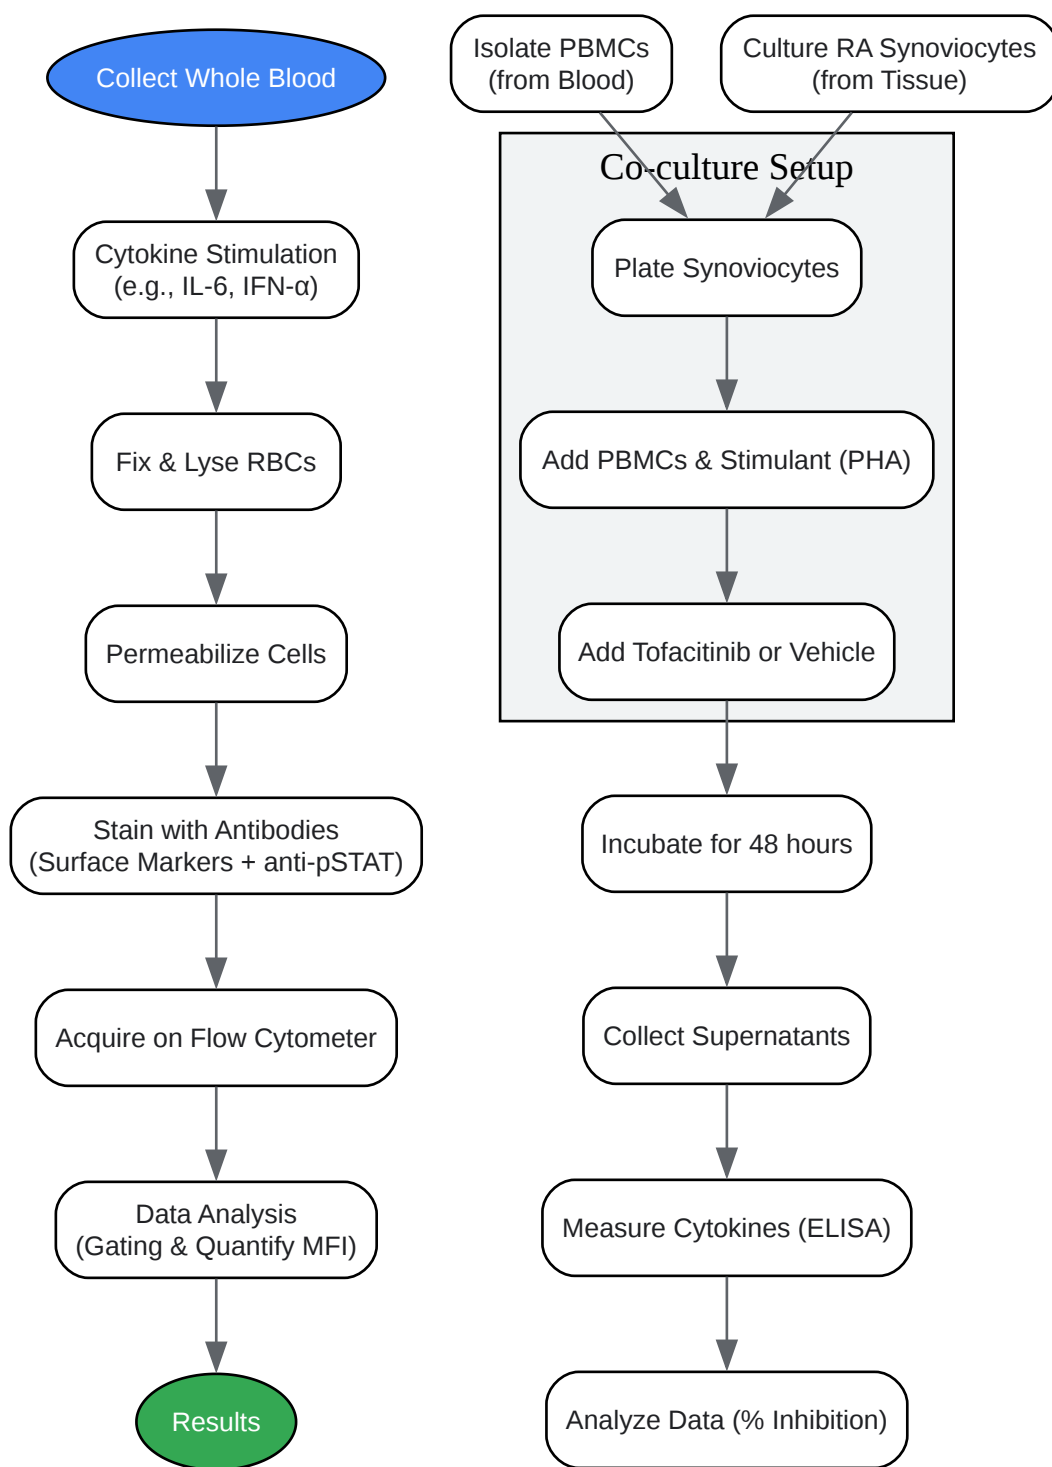 Collect Whole Blood
Cytokine Stimulation
(e.g., IL-6, IFN-α)
Fix & Lyse RBCs
Permeabilize Cells
Stain with Antibodies
(Surface Markers + anti-pSTAT)
Acquire on Flow Cytometer
Data Analysis
(Gating & Quantify MFI)
Results
Isolate PBMCs
(from Blood)
Culture RA Synoviocytes
(from Tissue)
Co-culture Setup
Plate Synoviocytes
Add PBMCs & Stimulant (PHA)
Add Tofacitinib or Vehicle
Incubate for 48 hours
Collect Supernatants
Measure Cytokines (ELISA)
Analyze Data (% Inhibition)